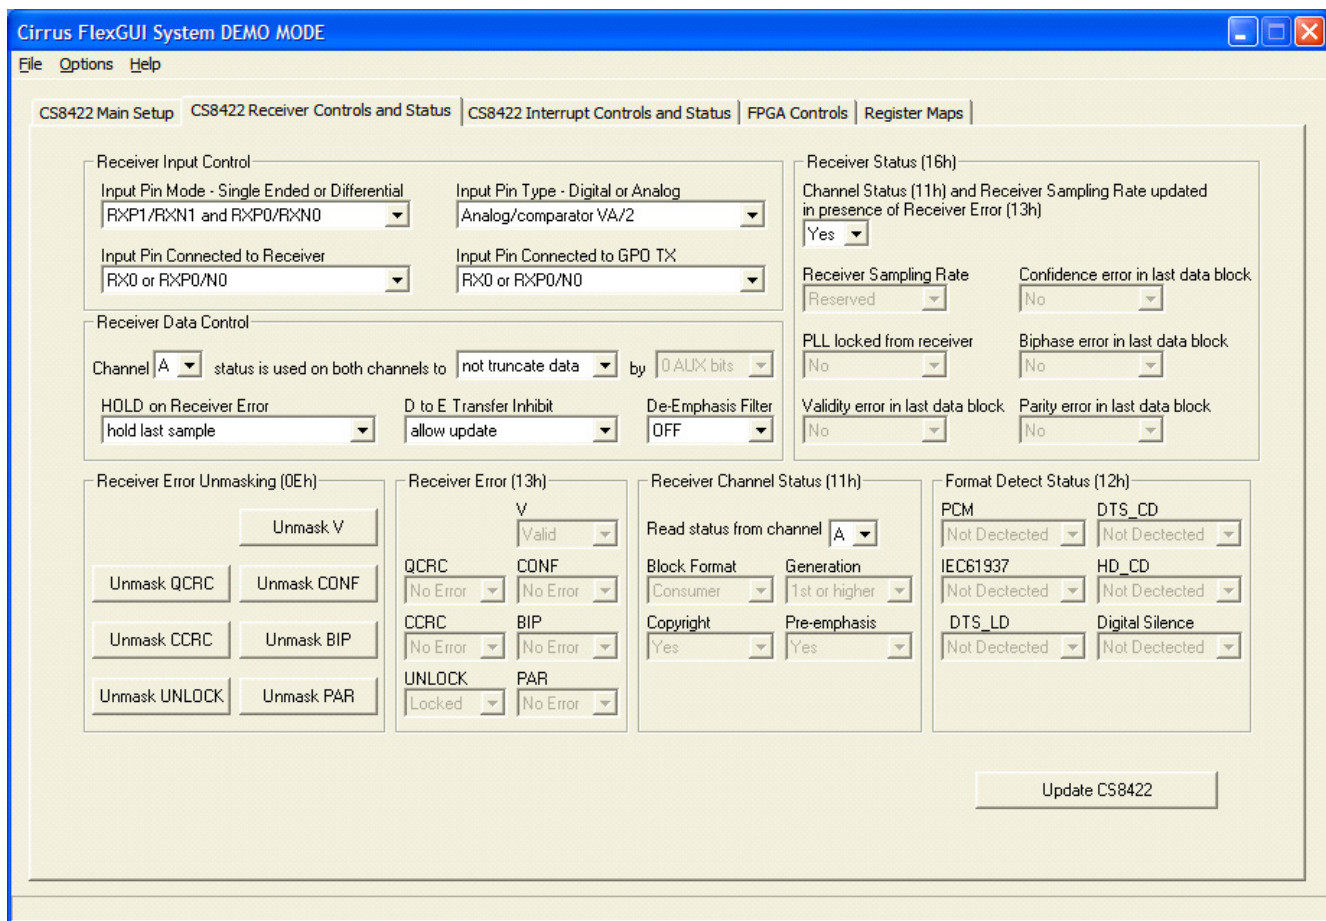 Cirrus FlexGUI System DEMO MODE
File Options Help
CS8422 Main Setup CS8422 Receiver Controls and Status CS8422 Interrupt Controls and Status FPGA Controls Register Maps
Receiver Input Control
Input Pin Mode - Single Ended or Differential Input Pin Type - Digital or Analog
RXP1/RXN1 and RXP0/RXN0 Analog/comparator VA/2
Input Pin Connected to Receiver Input Pin Connected to GPO TX
RX0 or RXP0/N0 RX0 or RXP0/N0
Receiver Data Control
Channel A status is used on both channels to not truncate data by 0 AUX bits
HOLD on Receiver Error D to E Transfer Inhibit De-Emphasis Filter
hold last sample allow update OFF
Receiver Status (16h)
Channel Status (11h) and Receiver Sampling Rate updated
in presence of Receiver Error (13h)
Yes
Receiver Sampling Rate Confidence error in last data block
Reserved No
PLL locked from receiver Biphase error in last data block
No No
Validity error in last data block Parity error in last data block
No No
Receiver Error Unmasking (0Eh)
Unmask V
Unmask QCRC Unmask CONF
Unmask CCRC Unmask BIP
Unmask UNLOCK Unmask PAR
Receiver Error (13h)
V
Valid
QCRC CONF
No Error No Error
CCRC BIP
No Error No Error
UNLOCK PAR
Locked No Error
Receiver Channel Status (11h)
Read status from channel A
Block Format Generation
Consumer 1st or higher
Copyright Pre-emphasis
Yes Yes
Format Detect Status (12h)
PCM DTS_CD
Not Dectected Not Dectected
IEC61937 HD_CD
Not Dectected Not Dectected
DTS_LD Digital Silence
Not Dectected Not Dectected
Update CS8422